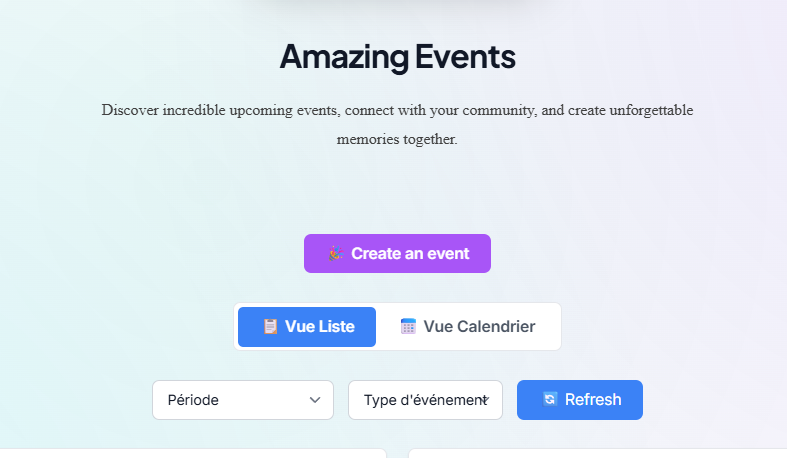 Amazing Events
Discover incredible upcoming events, connect with your community, and create unforgettable
memories together.
Create an event
Vue Liste
Vue Calendrier
Période
Type d'événement
Refresh